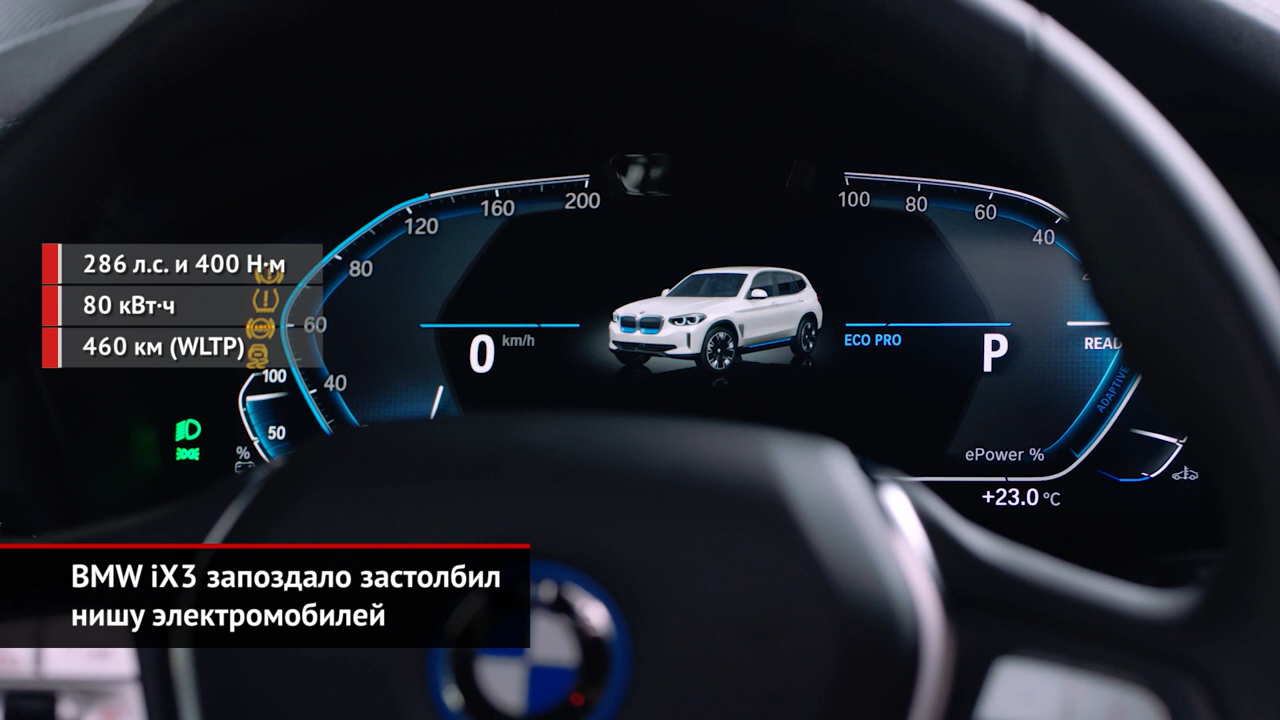 286 л.с. и 400 Н·м
80 кВт·ч
460 км (WLTP)
ABS
200
160
120
80
60
40
100
50
%
0 km/h
ECO PRO
P
100
80
60
40
READ
ADAPTIVE
ePower %
+23.0 °C
BMW iX3 запоздало застолбил
нишу электромобилей